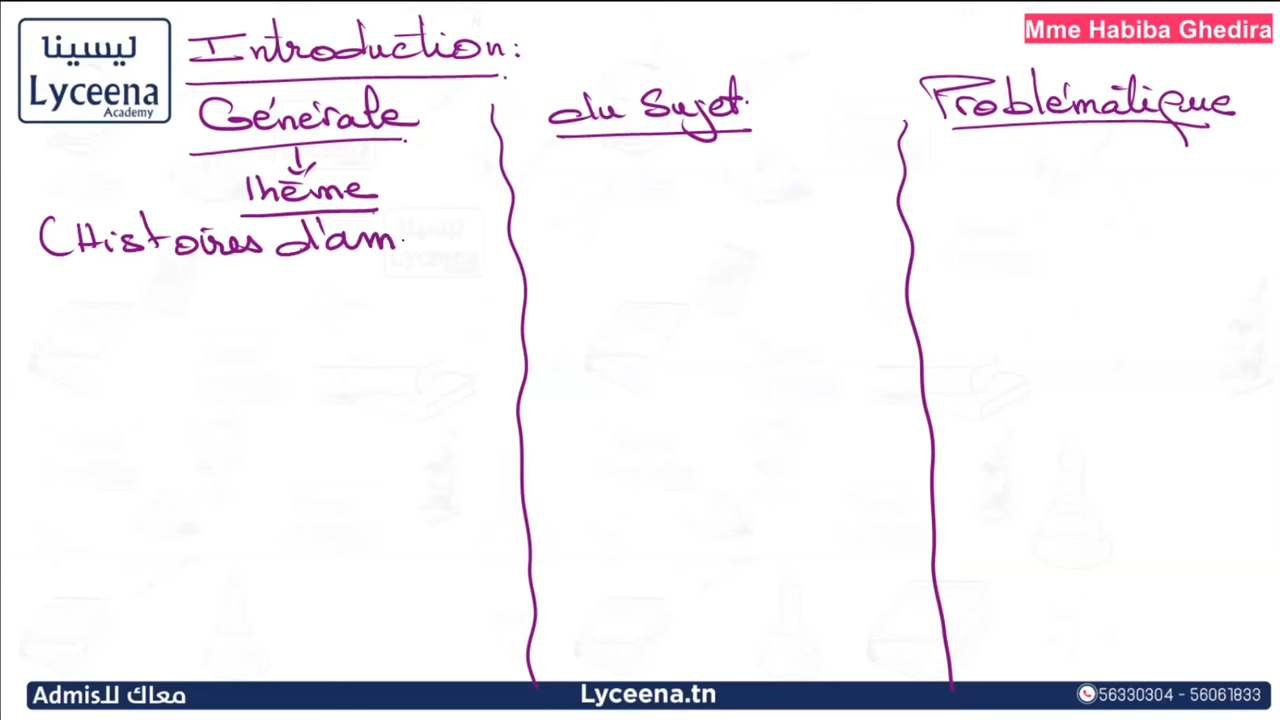 ليسينا
Lyceena
Academy
Mme Habiba Ghedira
Introduction:
Générale
du Sujet.
Problématique
Thème
(Histoires d'am
Admis معاك للـ
Lyceena.tn
56330304 - 56061833